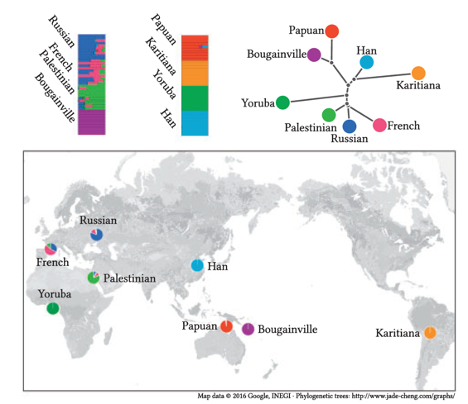 Russian
French
Palestinian
Bougainville
Papuan
Karitiana
Yoruba
Han
Papuan
Bougainville
Han
Karitiana
Yoruba
Palestinian
Russian
French
Russian
French
Palestinian
Han
Yoruba
Papuan
Bougainville
Karitiana
Map data © 2016 Google, INEGI · Phylogenetic trees: http://www.jade-cheng.com/graphs/